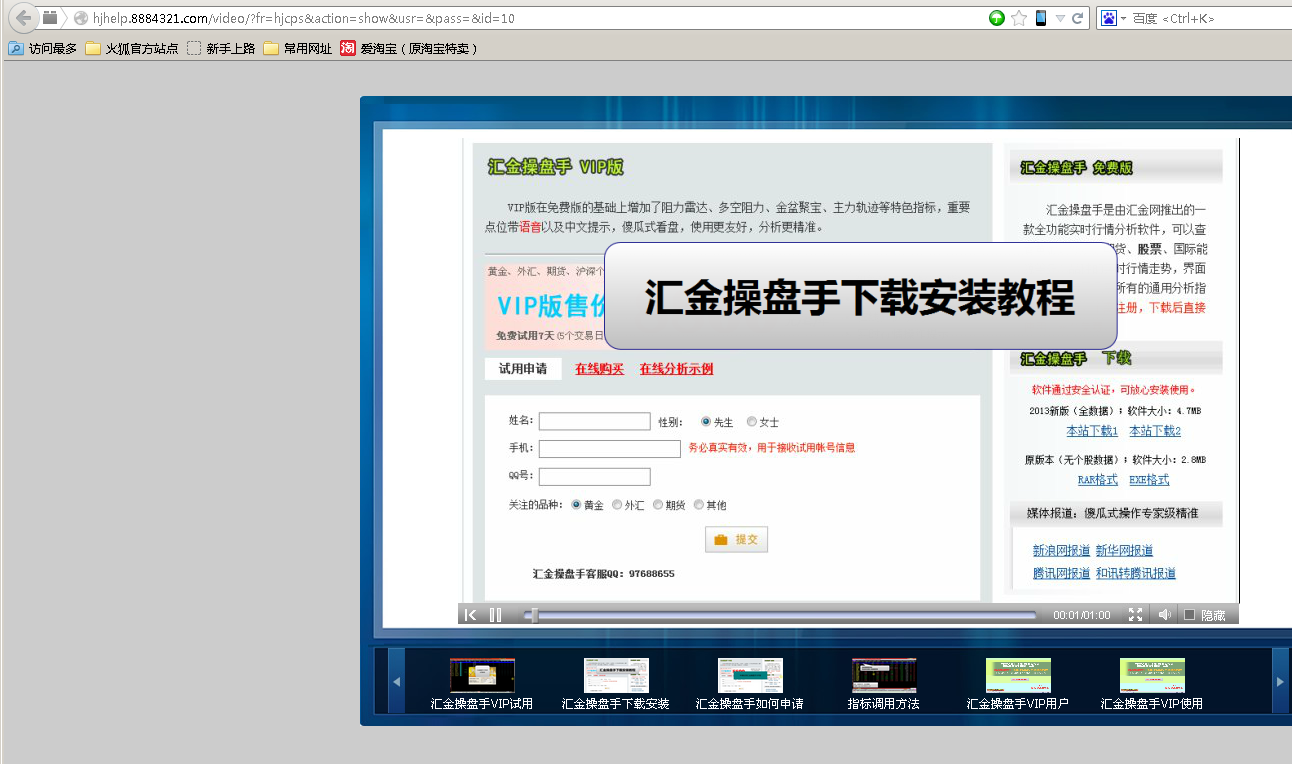 hjhelp.8884321.com/video/?fr=hjcps&action=show&usr=&pass=&id=10
百度 <Ctrl+K>
访问最多 火狐官方站点 新手上路 常用网址 淘 爱淘宝（原淘宝特卖）
汇金操盘手 VIP版
VIP版在免费版的基础上增加了阻力雷达、多空阻力、金盆聚宝、主力轨迹等特色指标，重要
点位带语音以及中文提示，傻瓜式看盘，使用更友好，分析更精准。
黄金、外汇、期货、沪深个
VIP版售价
免费试用7天 (5个交易日
汇金操盘手下载安装教程
试用申请 在线购买 在线分析示例
姓名: 性别: 先生 女士
手机: 务必真实有效，用于接收试用帐号信息
QQ号:
关注的品种: 黄金 外汇 期货 其他
提交
汇金操盘手客服QQ: 97688655
汇金操盘手 免费版
汇金操盘手是由汇金网推出的一
款全功能实时行情分析软件，可以查
货、股票、国际能
时行情走势，界面
所有的通用分析指
注册，下载后直接
汇金操盘手 下载
软件通过安全认证，可放心安装使用。
2013新版（全数据）; 软件大小: 4.7MB
本站下载1 本站下载2
原版本（无个股数据）; 软件大小: 2.8MB
RAR格式 EXE格式
媒体报道: 傻瓜式操作专家级精准
新浪网报道 新华网报道
腾讯网报道 和讯转腾讯报道
00:01/01:00 隐藏
汇金操盘手VIP试用 汇金操盘手下载安装 汇金操盘手如何申请 指标调用方法 汇金操盘手VIP用户 汇金操盘手VIP使用